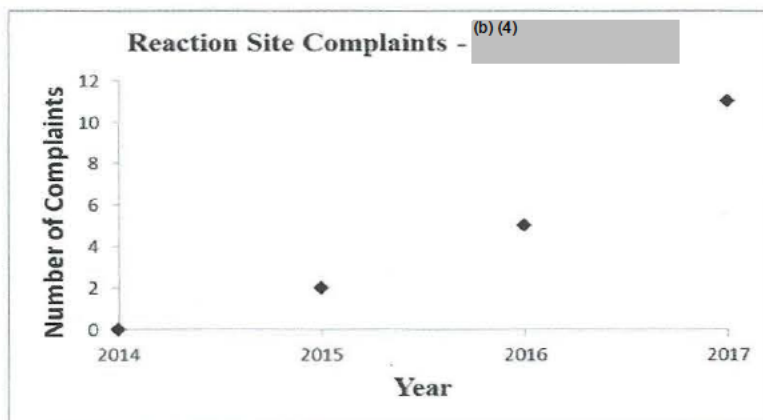 Reaction Site Complaints - (b) (4)
Number of Complaints
12
10
8
6
4
2
0
2014 2015 2016 2017
Year